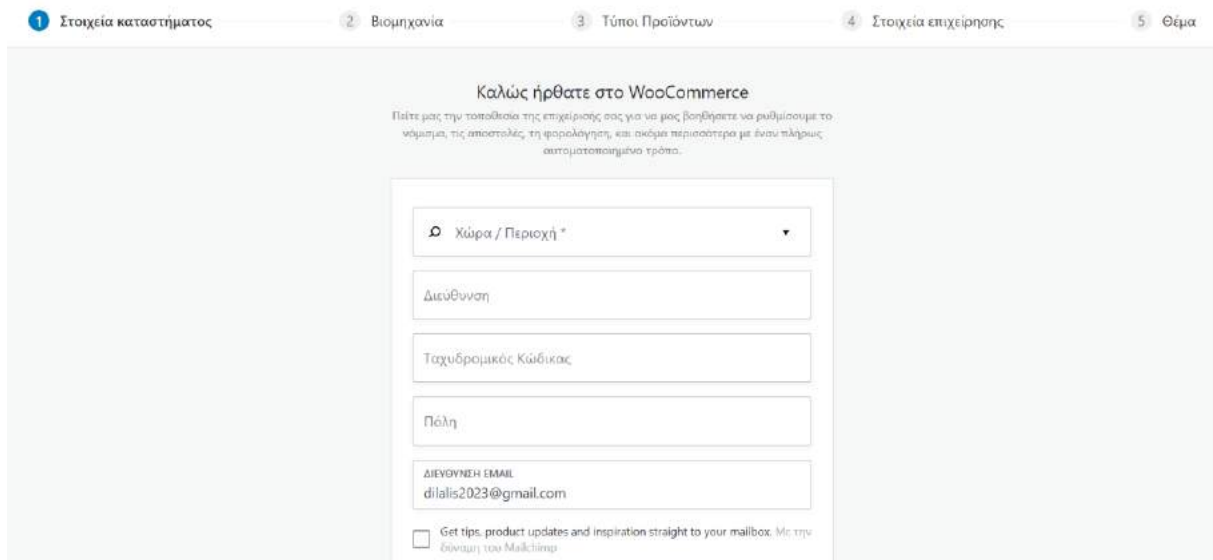 1 Στοιχεία καταστήματος 2 Βιομηχανία 3 Τύποι Προϊόντων 4 Στοιχεία επιχείρησης 5 Θέμα
Καλώς ήρθατε στο WooCommerce
Πείτε μας την τοποθεσία της επιχείρισής σας για να μας βοηθήσετε να ρυθμίσουμε το
νόμισμα, τις αποστολές, τη φορολόγηση, και ακόμα περισσότερα με έναν πλήρως
αυτοματοποιημένο τρόπο.
Χώρα / Περιοχή *
Διεύθυνση
Ταχυδρομικός Κώδικας
Πόλη
ΔΙΕΥΘΥΝΣΗ EMAIL
dilalis2023@gmail.com
Get tips, product updates and inspiration straight to your mailbox. Με την
δύναμη του Mailchimp